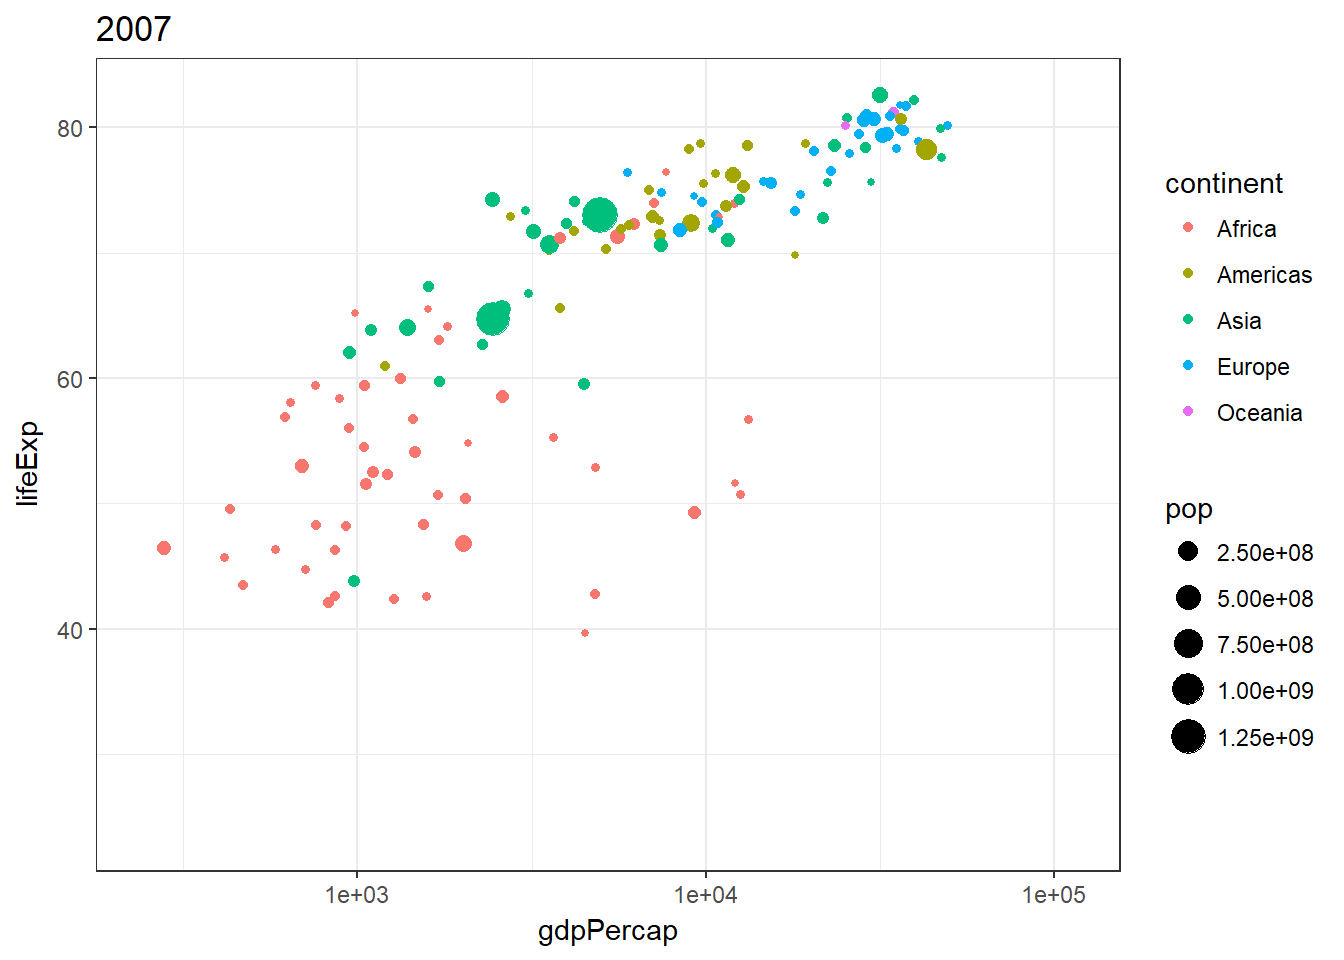 2007
80
60
40
lifeExp
1e+03
1e+04
1e+05
gdpPercap
continent
Africa
Americas
Asia
Europe
Oceania
pop
2.50e+08
5.00e+08
7.50e+08
1.00e+09
1.25e+09